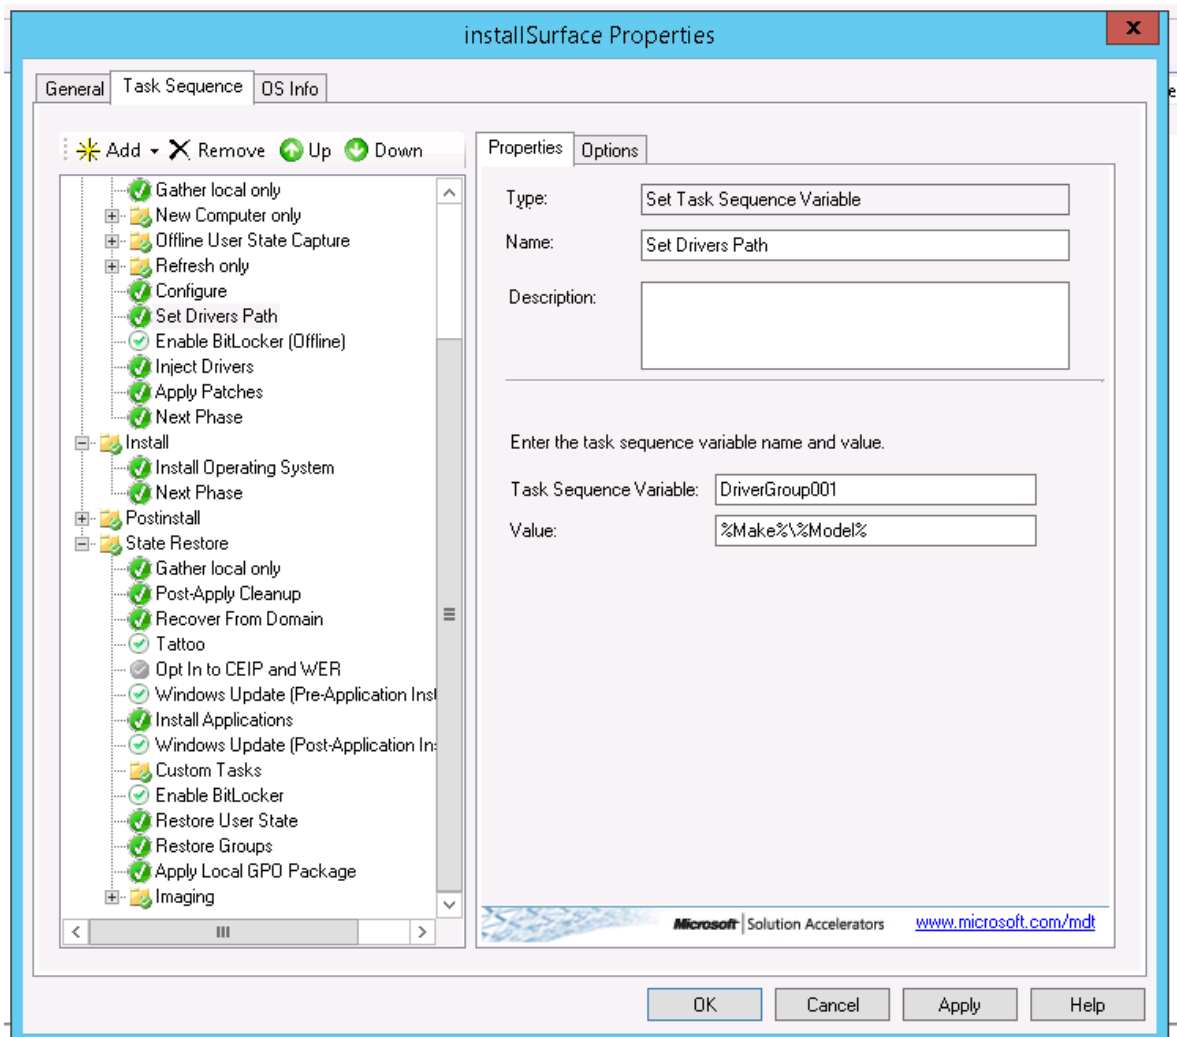 installSurface Properties
x
General
Task Sequence
OS Info
Add
Remove
Up
Down
Gather local only
New Computer only
Offline User State Capture
Refresh only
Configure
Set Drivers Path
Enable BitLocker (Offline)
Inject Drivers
Apply Patches
Next Phase
Install
Install Operating System
Next Phase
Postinstall
State Restore
Gather local only
Post-Apply Cleanup
Recover From Domain
Tattoo
Opt In to CEIP and WER
Windows Update (Pre-Application Inst
Install Applications
Windows Update (Post-Application In
Custom Tasks
Enable BitLocker
Restore User State
Restore Groups
Apply Local GPO Package
Imaging
Properties
Options
Type:
Set Task Sequence Variable
Name:
Set Drivers Path
Description:
Enter the task sequence variable name and value.
Task Sequence Variable:
DriverGroup001
Value:
%Make%\%Model%
Microsoft | Solution Accelerators
www.microsoft.com/mdt
OK
Cancel
Apply
Help